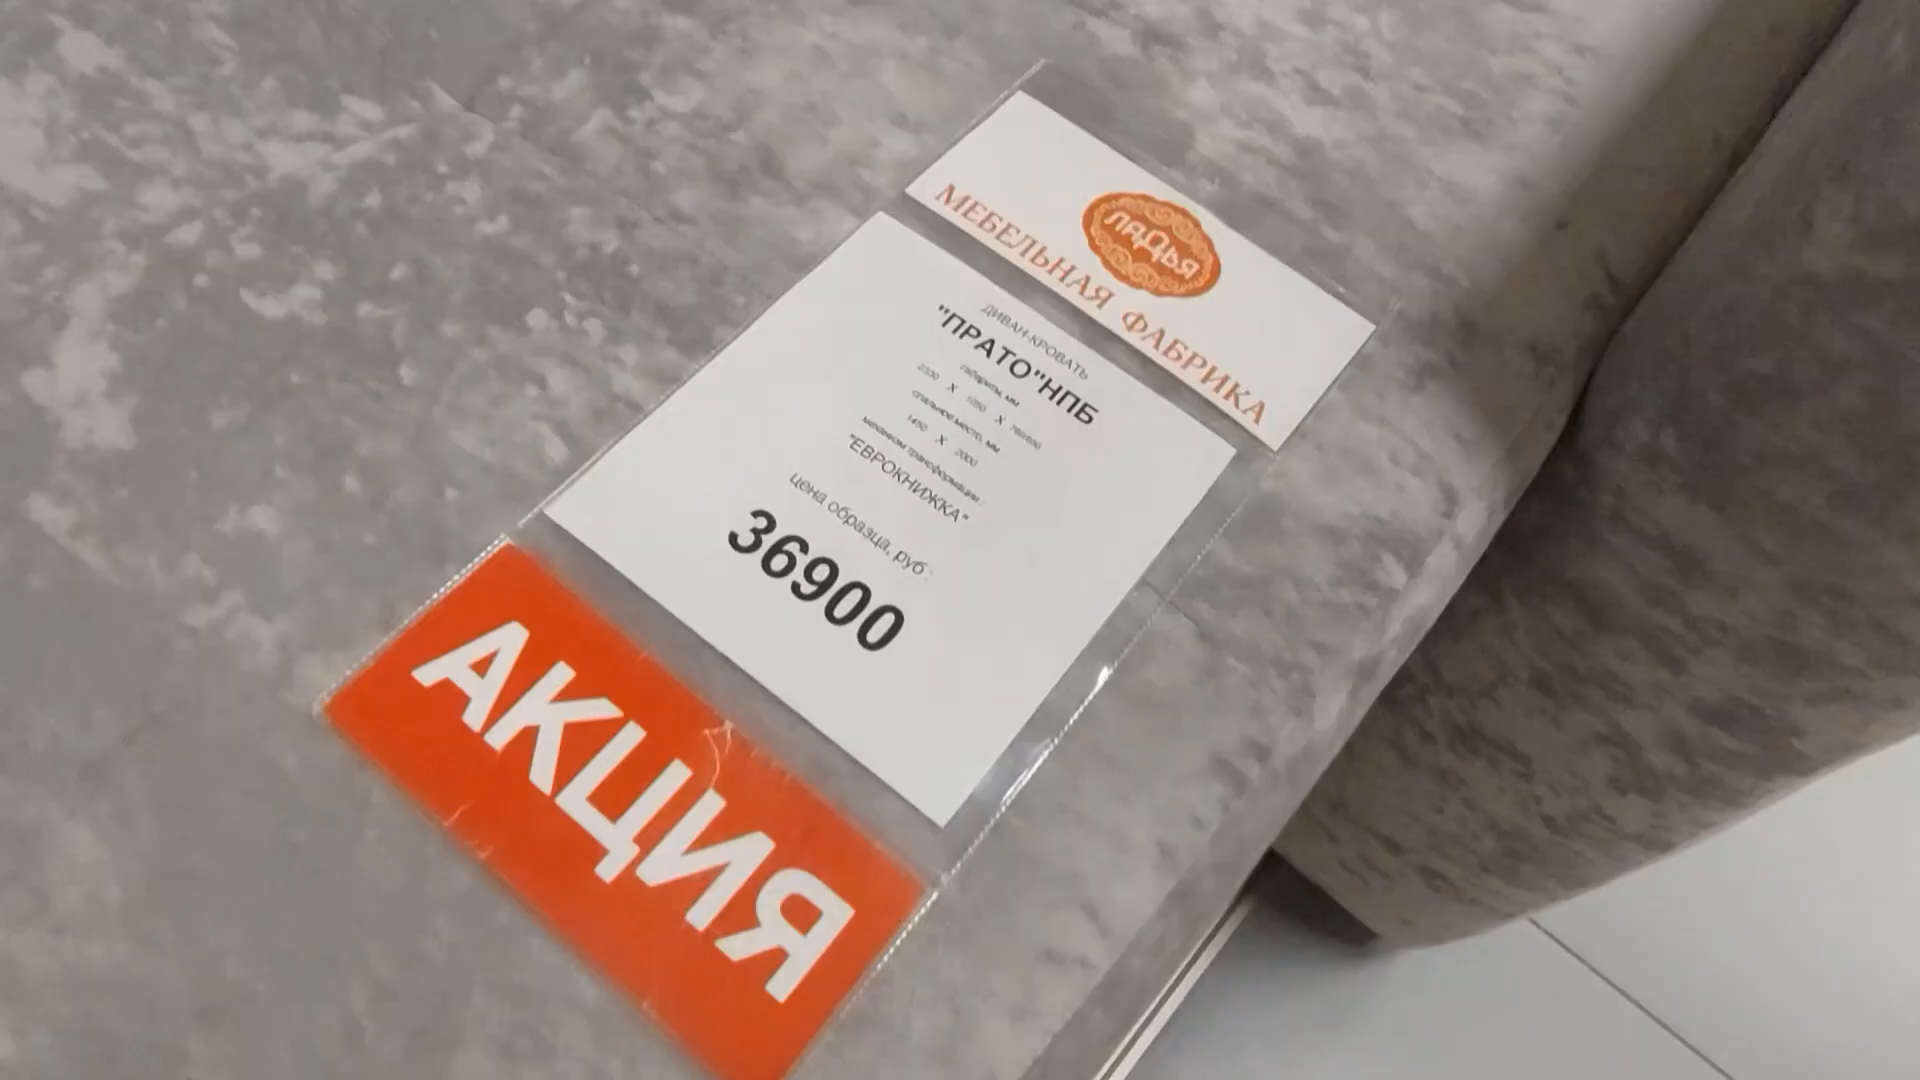 ЛаДья
МЕБЕЛЬНАЯ ФАБРИКА
ДИВАН-КРОВАТЬ
"ПРАТО"НПБ
габариты, мм
х 1050 х
спальное место, мм
1450 х 2000
механизм трансформации:
"ЕВРОКНИЖКА"
цена образца, руб.:
36900
АКЦИЯ